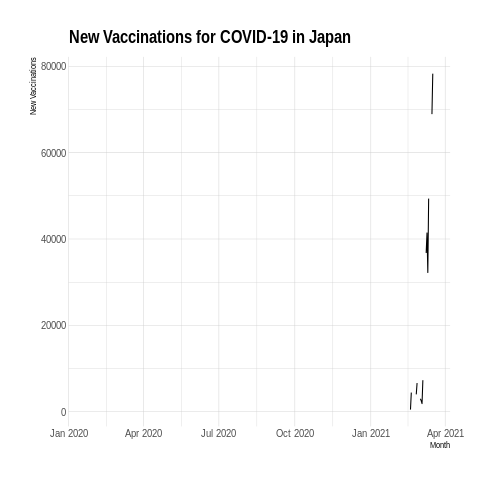 New Vaccinations for COVID-19 in Japan
New Vaccinations
80000
60000
40000
20000
0
Jan 2020 Apr 2020 Jul 2020 Oct 2020 Jan 2021 Apr 2021
Month